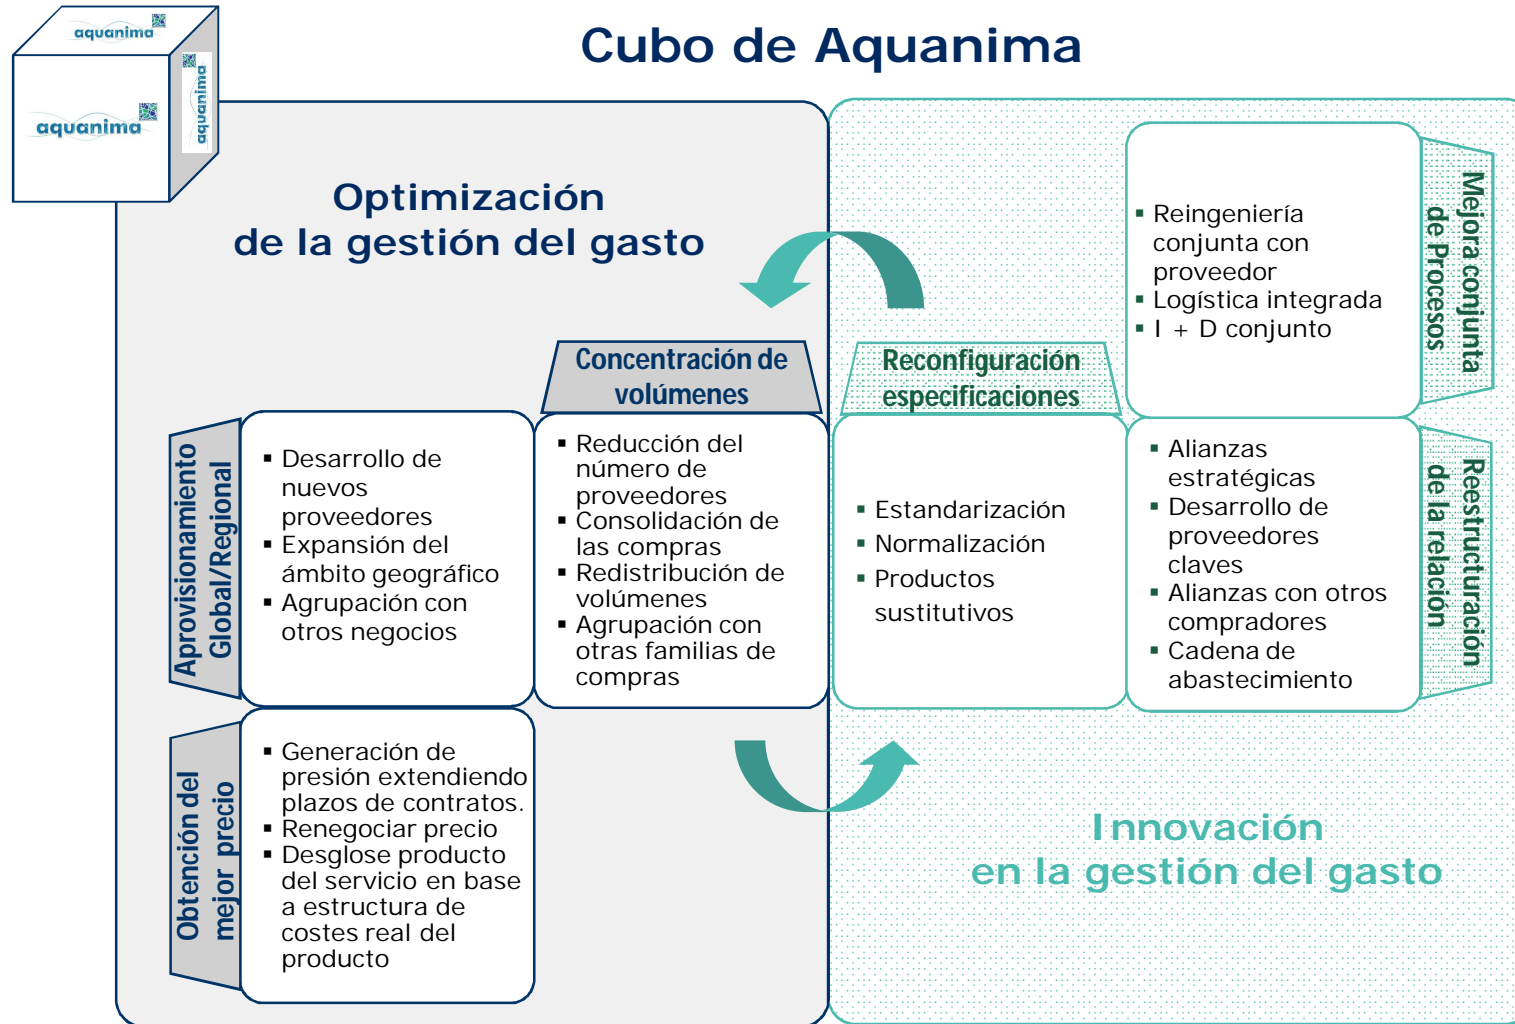 aquanima
aquanima
aquanima
Cubo de Aquanima
Optimización
de la gestión del gasto
Concentración de
volúmenes
Aprovisionamiento
Global/Regional
▪ Desarrollo de
nuevos
proveedores
▪ Expansión del
ámbito geográfico
▪ Agrupación con
otros negocios
▪ Reducción del
número de
proveedores
▪ Consolidación de
las compras
▪ Redistribución de
volúmenes
▪ Agrupación con
otras familias de
compras
Obtención del
mejor precio
▪ Generación de
presión extendiendo
plazos de contratos.
▪ Renegociar precio
▪ Desglose producto
del servicio en base
a estructura de
costes real del
producto
Reconfiguración
especificaciones
▪ Estandarización
▪ Normalización
▪ Productos
sustitutivos
▪ Reingeniería
conjunta con
proveedor
▪ Logística integrada
▪ I + D conjunto
Mejora conjunta
de Procesos
▪ Alianzas
estratégicas
▪ Desarrollo de
proveedores
claves
▪ Alianzas con otros
compradores
▪ Cadena de
abastecimiento
Reestructuración
de la relación
Innovación
en la gestión del gasto